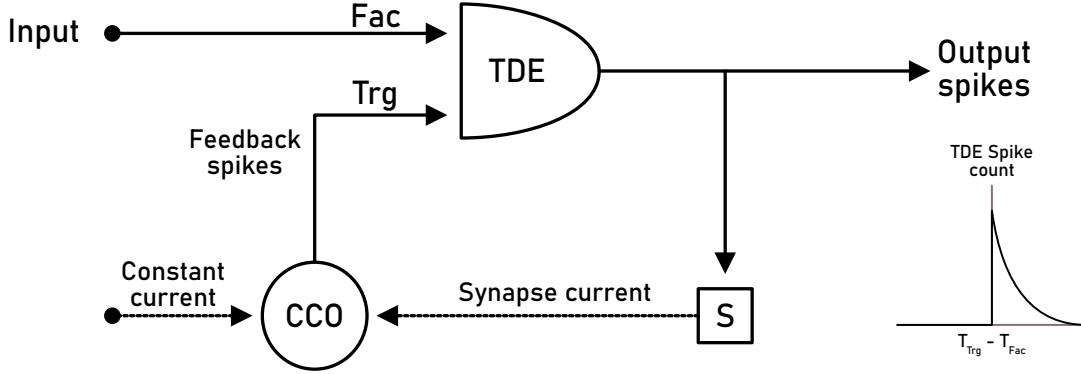 Input
Fac
TDE
Output
spikes
Trg
Feedback
spikes
TDE Spike
count
Constant
current
CCO
Synapse current
S
T_Trg - T_Fac